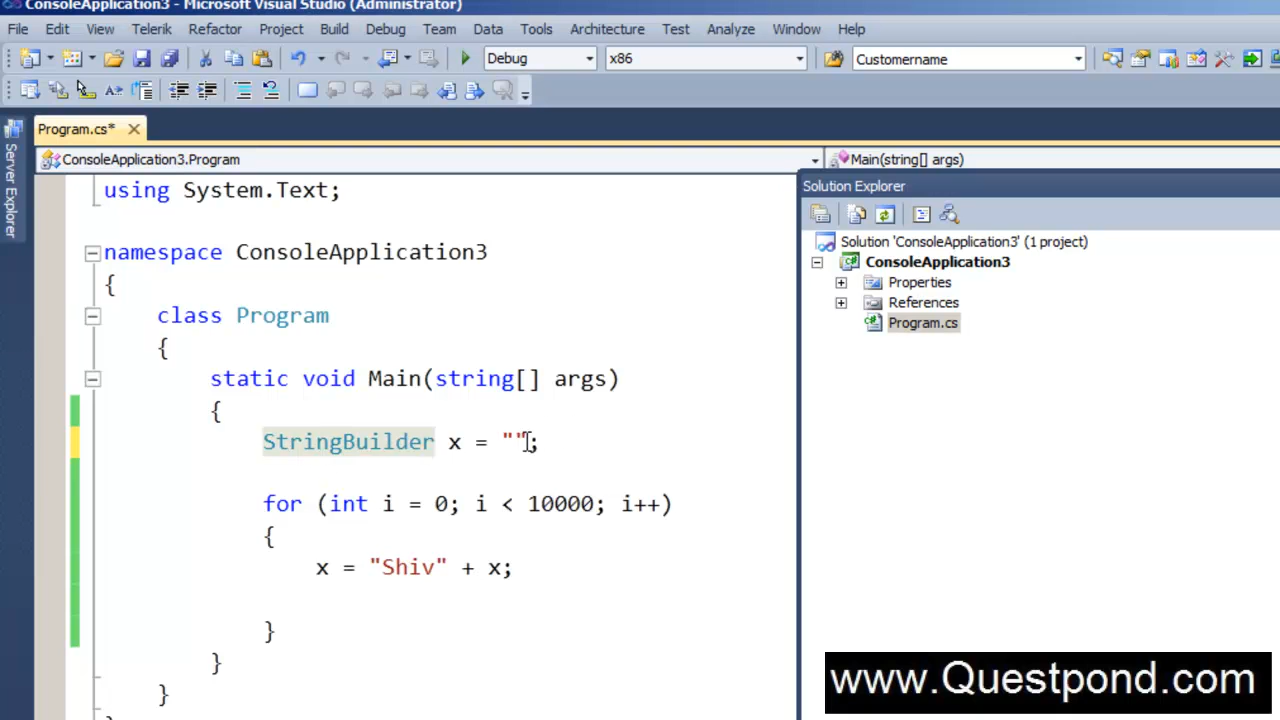 ConsoleApplication3 - Microsoft Visual Studio (Administrator)
File Edit View Telerik Refactor Project Build Debug Team Data Tools Architecture Test Analyze Window Help
Debug x86 Customername
Program.cs*
ConsoleApplication3.Program Main(string[] args)
Server Explorer
using System.Text;
namespace ConsoleApplication3
{
class Program
{
static void Main(string[] args)
{
StringBuilder x = "";
for (int i = 0; i < 10000; i++)
{
x = "Shiv" + x;
}
}
}
Solution Explorer
Solution 'ConsoleApplication3' (1 project)
ConsoleApplication3
Properties
References
Program.cs
www.Questpond.com